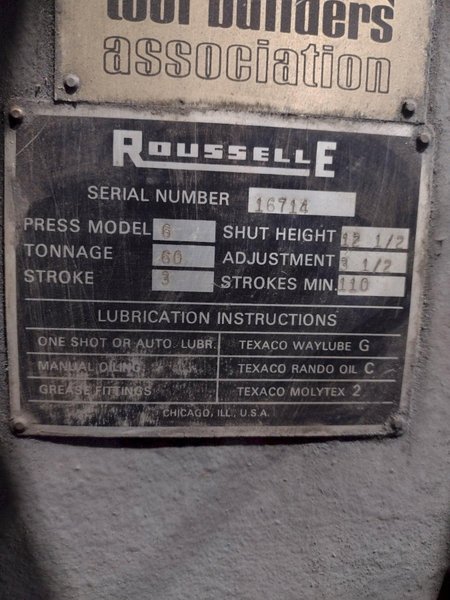 tool builders
association
ROUSSELLE
SERIAL NUMBER 16714
PRESS MODEL 6 SHUT HEIGHT 12 1/2
TONNAGE 60 ADJUSTMENT 3 1/2
STROKE 3 STROKES MIN. 110
LUBRICATION INSTRUCTIONS
ONE SHOT OR AUTO. LUBR. TEXACO WAYLUBE G
MANUAL OILING TEXACO RANDO OIL C
GREASE FITTINGS TEXACO MOLYTEX 2
CHICAGO, ILL., U.S.A.